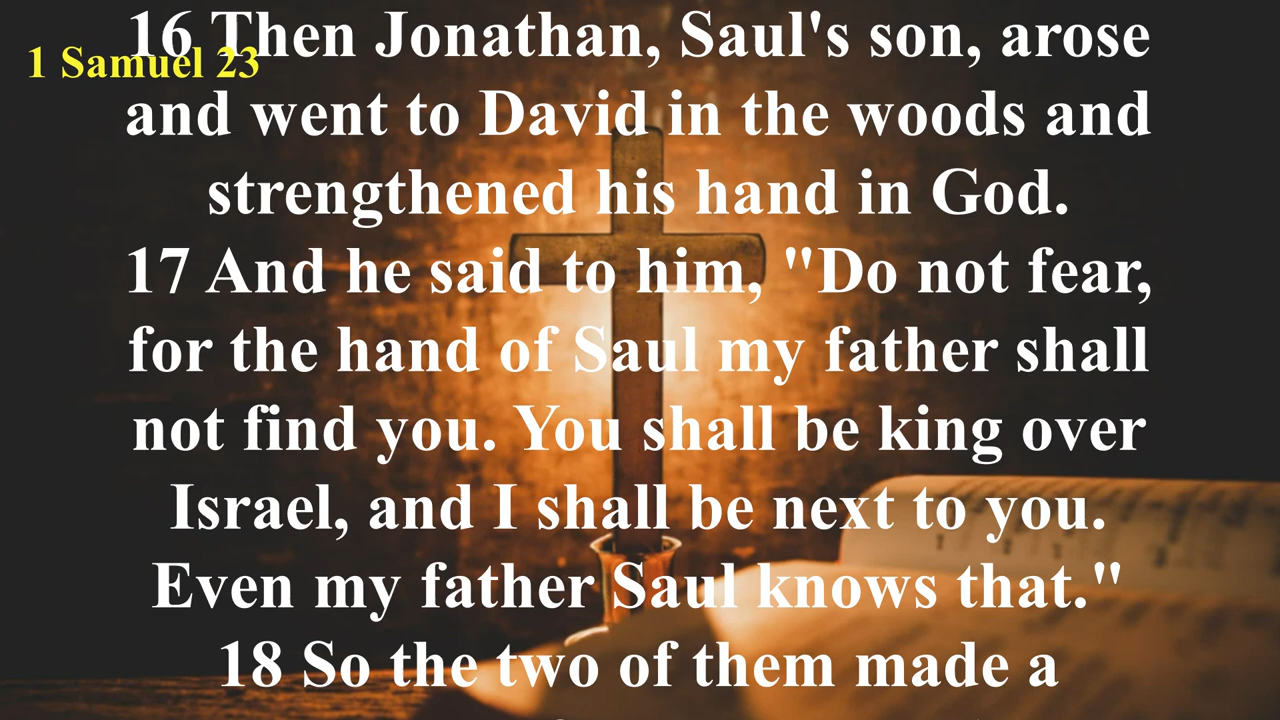 1 Samuel 23
16 Then Jonathan, Saul's son, arose
and went to David in the woods and
strengthened his hand in God.
17 And he said to him, "Do not fear,
for the hand of Saul my father shall
not find you. You shall be king over
Israel, and I shall be next to you.
Even my father Saul knows that."
18 So the two of them made a